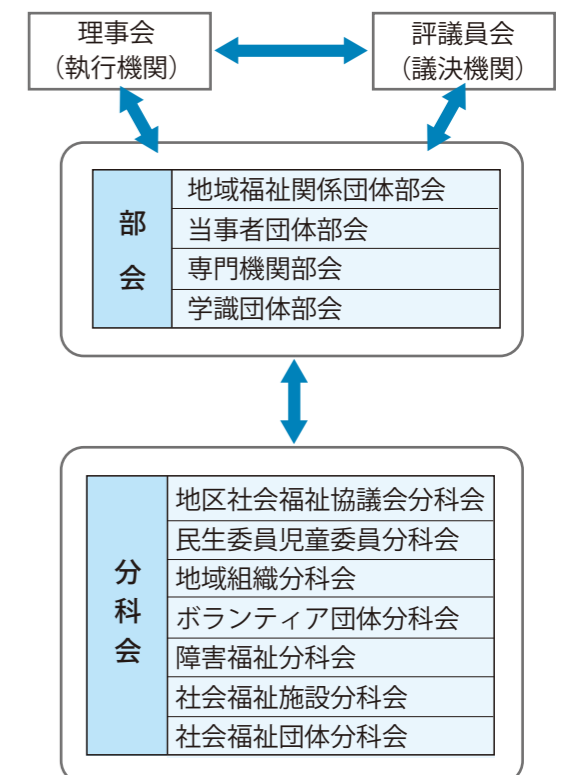 理事会
（執行機関）
評議員会
（議決機関）
部会
地域福祉関係団体部会
当事者団体部会
専門機関部会
学識団体部会
分科会
地区社会福祉協議会分科会
民生委員児童委員分科会
地域組織分科会
ボランティア団体分科会
障害福祉分科会
社会福祉施設分科会
社会福祉団体分科会